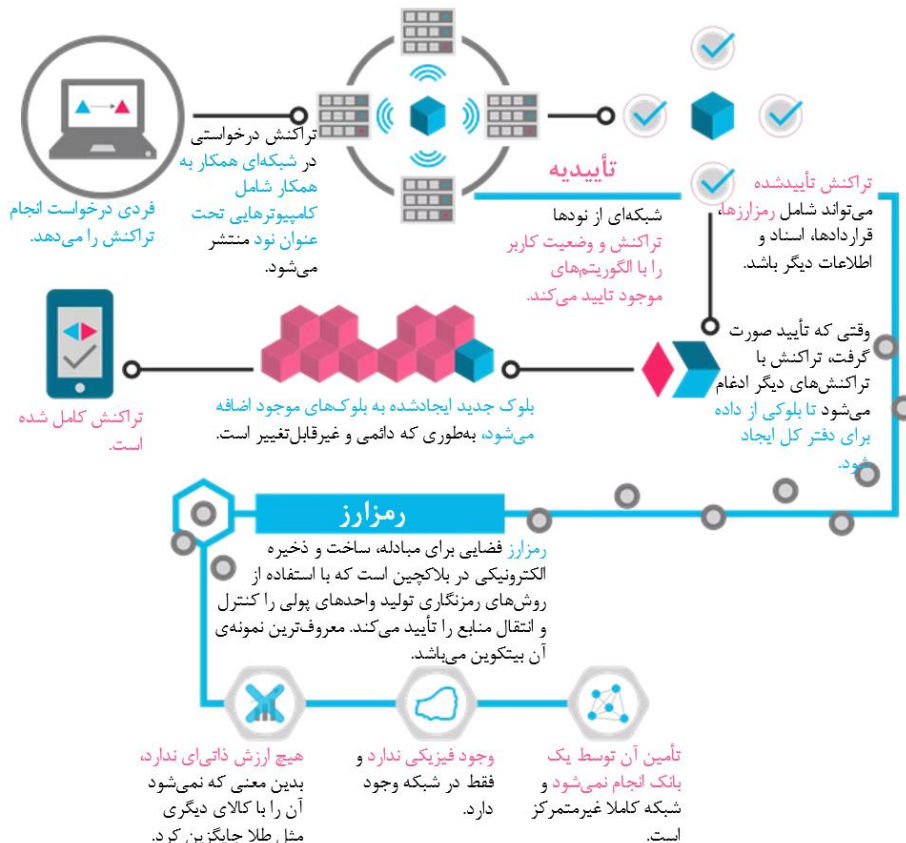 فردی درخواست انجام
تراکنش را می‌دهد.
تراکنش درخواستی
در شبکه‌ای همکار به
همکار شامل
کامپیوترهایی تحت
عنوان نود منتشر
می‌شود.
تأییدیه
شبکه‌ای از نودها
تراکنش و وضعیت کاربر
را با الگوریتم‌های
موجود تایید می‌کند.
تراکنش تأییدشده
می‌تواند شامل رمزارزها،
قراردادها، اسناد و
اطلاعات دیگر باشد.
وقتی که تأیید صورت
گرفت، تراکنش با
تراکنش‌های دیگر ادغام
می‌شود تا بلوکی از داده
برای دفتر کل ایجاد
شود.
بلوک جدید ایجادشده به بلوک‌های موجود اضافه
می‌شود، به‌طوری که دائمی و غیرقابل‌تغییر است.
تراکنش کامل شده
است.
رمزارز
رمزارز فضایی برای مبادله، ساخت و ذخیره
الکترونیکی در بلاکچین است که با استفاده از
روش‌های رمزنگاری تولید واحدهای پولی را کنترل
و انتقال منابع را تأیید می‌کند. معروف‌ترین نمونه‌ی
آن بیتکوین می‌باشد.
تأمین آن توسط یک
بانک انجام نمی‌شود و
شبکه کاملا غیرمتمرکز
است.
وجود فیزیکی ندارد و
فقط در شبکه وجود
دارد.
هیچ ارزش ذاتی‌ای ندارد،
بدین معنی که نمی‌شود
آن را با کالای دیگری
مثل طلا جایگزین کرد.